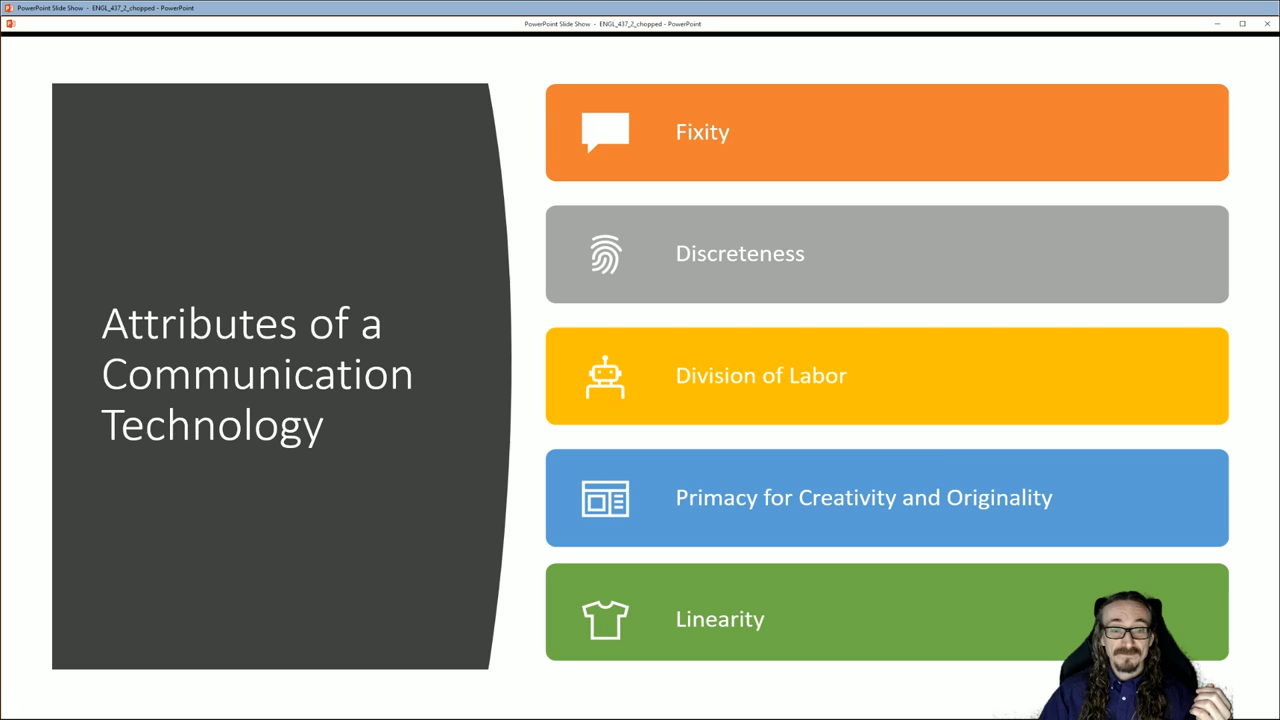 PowerPoint Slide Show - ENGL_437_2_chopped - PowerPoint
PowerPoint Slide Show - ENGL_437_2_chopped - PowerPoint
Attributes of a
Communication
Technology
Fixity
Discreteness
Division of Labor
Primacy for Creativity and Originality
Linearity